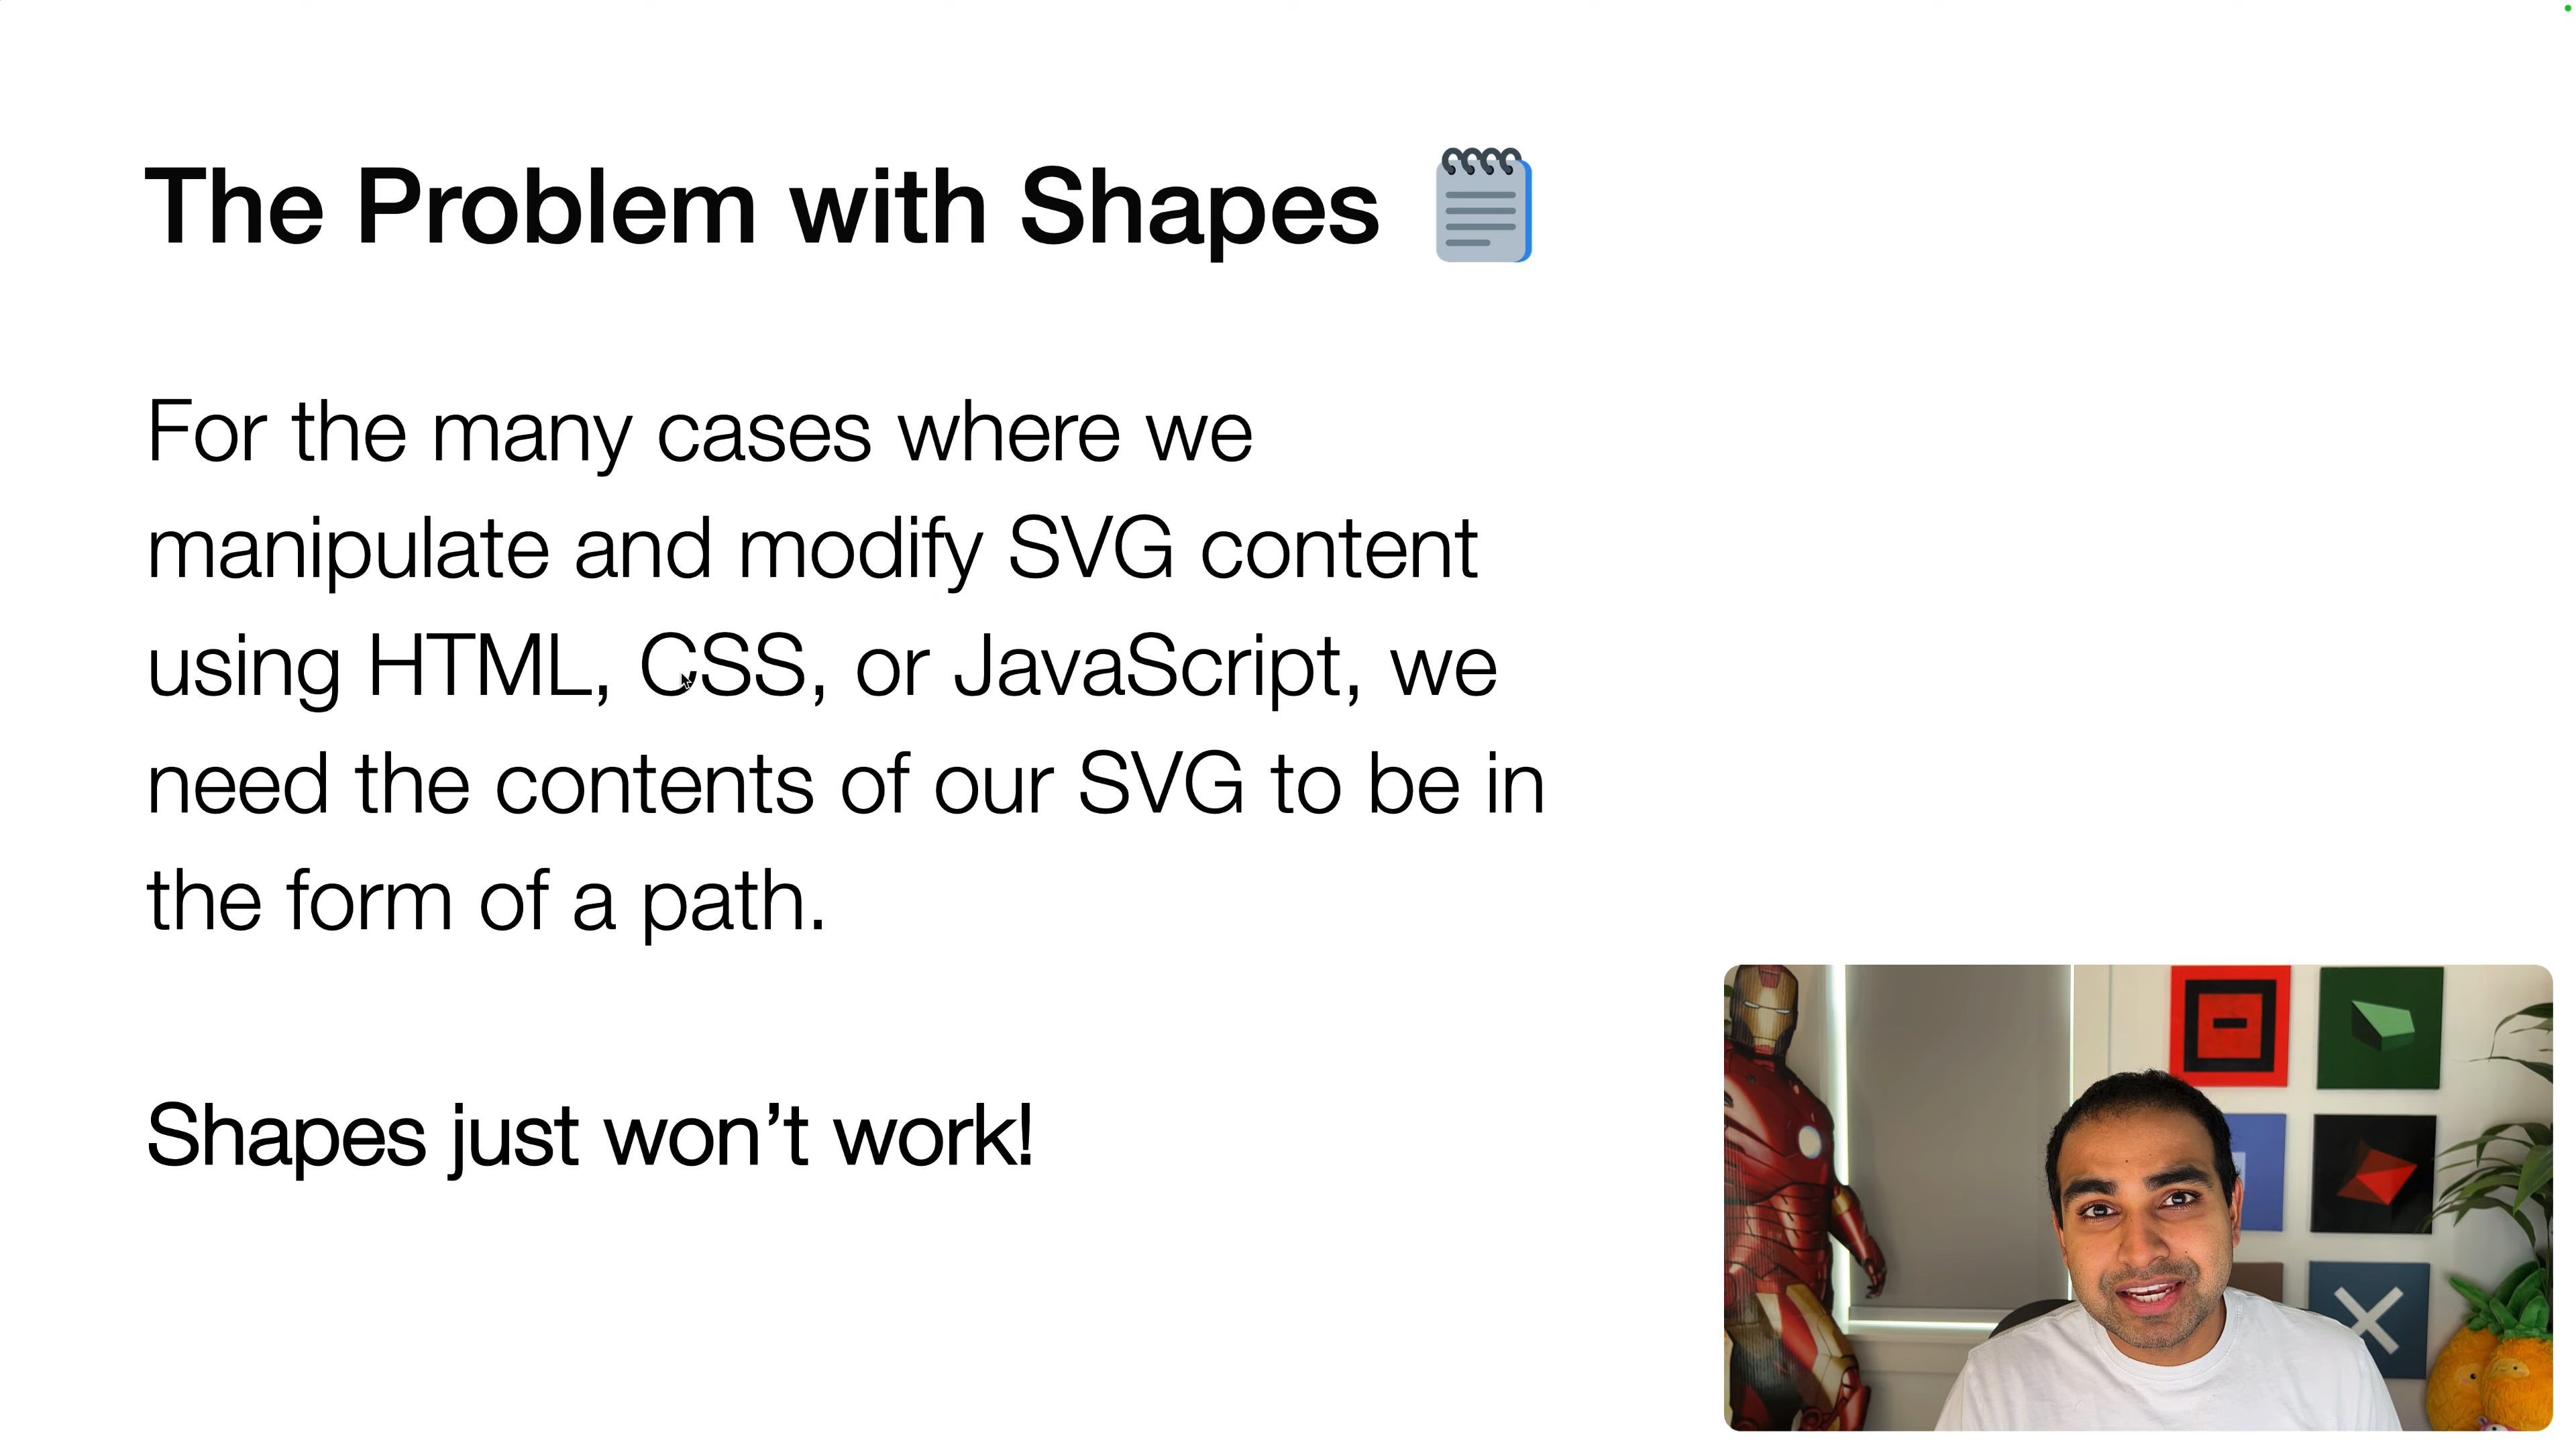 The Problem with Shapes
For the many cases where we
manipulate and modify SVG content
using HTML, CSS, or JavaScript, we
need the contents of our SVG to be in
the form of a path.
Shapes just won’t work!